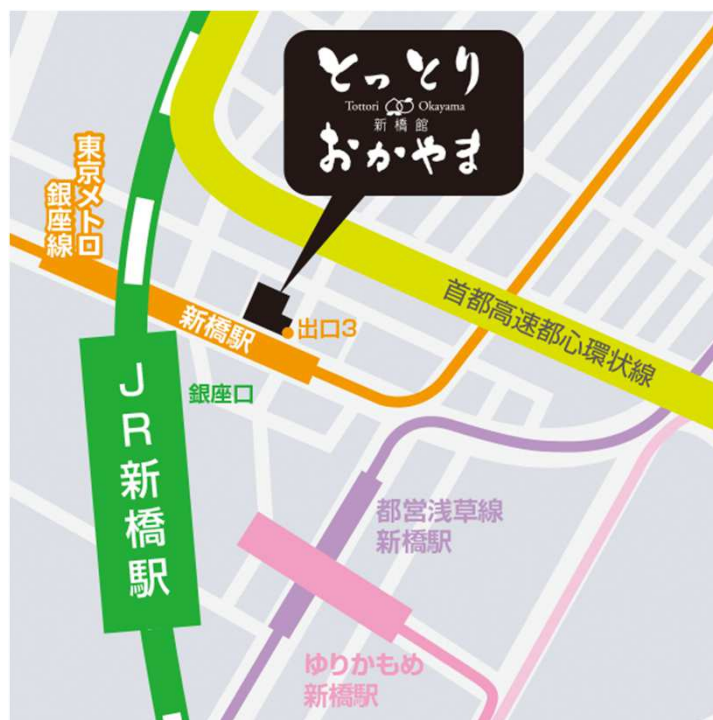 とっとり
Tottori Okayama
新橋館
おかやま
東京メトロ
銀座線
新橋駅
出口3
首都高速都心環状線
銀座口
JR新橋駅
都営浅草線
新橋駅
ゆりかもめ
新橋駅